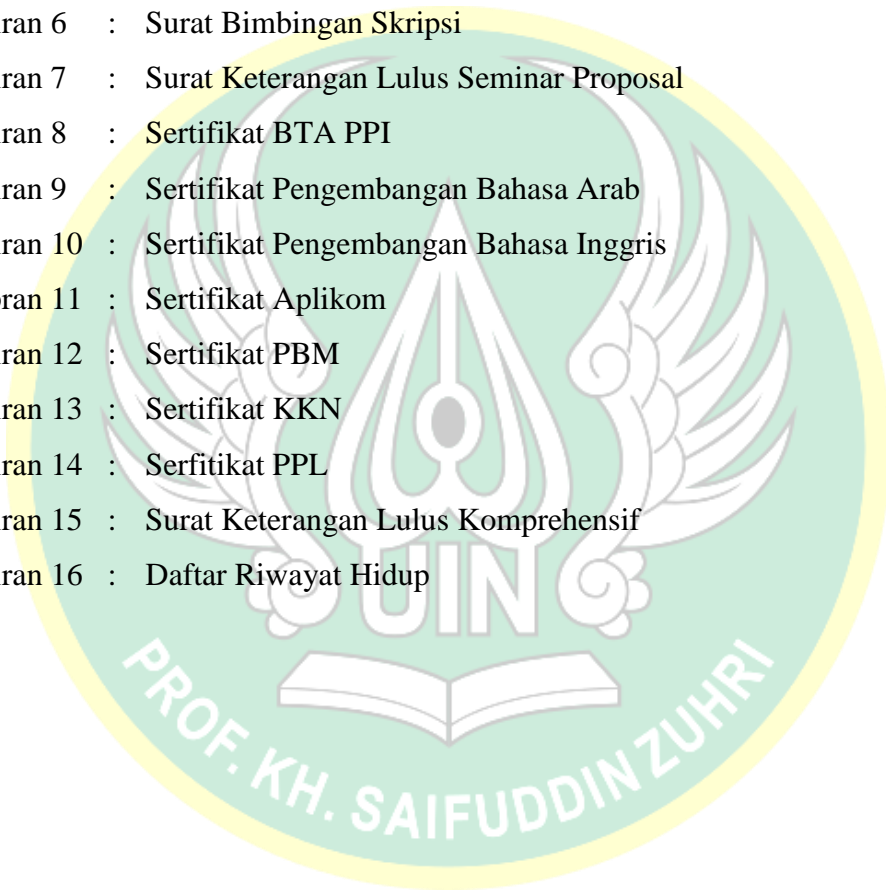 ran 6 : Surat Bimbingan Skripsi
ran 7 : Surat Keterangan Lulus Seminar Proposal
ran 8 : Sertifikat BTA PPI
ran 9 : Sertifikat Pengembangan Bahasa Arab
ran 10 : Sertifikat Pengembangan Bahasa Inggris
ran 11 : Sertifikat Aplikom
ran 12 : Sertifikat PBM
ran 13 : Sertifikat KKN
ran 14 : Serfitikat PPL
ran 15 : Surat Keterangan Lulus Komprehensif
ran 16 : Daftar Riwayat Hidup
UIN
PROF. KH. SAIFUDDIN ZUHRI